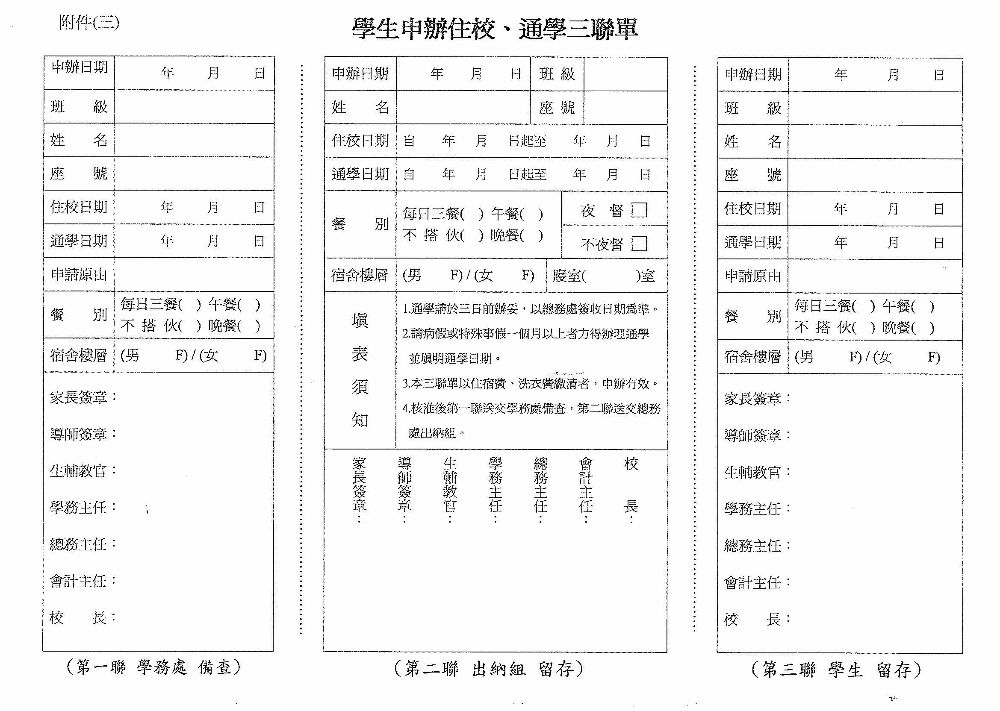 附件(三)
學生申辦住校、通學三聯單
申辦日期 年 月 日
班 級
姓 名
座 號
住校日期 年 月 日
通學日期 年 月 日
申請原由
餐 別
每日三餐( ) 午餐( )
不 搭 伙( ) 晚餐( )
宿舍樓層 (男 F) / (女 F)
家長簽章：
導師簽章：
生輔教官：
學務主任：
總務主任：
會計主任：
校 長：
（第一聯 學務處 備查）
申辦日期 年 月 日 班 級
姓 名 座 號
住校日期 自 年 月 日起至 年 月 日
通學日期 自 年 月 日起至 年 月 日
餐 別
每日三餐( ) 午餐( )
不 搭 伙( ) 晚餐( )
夜 督 □
不夜督 □
宿舍樓層 (男 F) / (女 F) 寢室( )室
填表須知
1.通學請於三日前辦妥，以總務處簽收日期為準。
2.請病假或特殊事假一個月以上者方得辦理通學
並填明通學日期。
3.本三聯單以住宿費、洗衣費繳清者，申辦有效。
4.核准後第一聯送交學務處備查，第二聯送交總務
處出納組。
家長簽章：
導師簽章：
生輔教官：
學務主任：
總務主任：
會計主任：
校 長：
（第二聯 出納組 留存）
申辦日期 年 月 日
班 級
姓 名
座 號
住校日期 年 月 日
通學日期 年 月 日
申請原由
餐 別
每日三餐( ) 午餐( )
不 搭 伙( ) 晚餐( )
宿舍樓層 (男 F) / (女 F)
家長簽章：
導師簽章：
生輔教官：
學務主任：
總務主任：
會計主任：
校 長：
（第三聯 學生 留存）